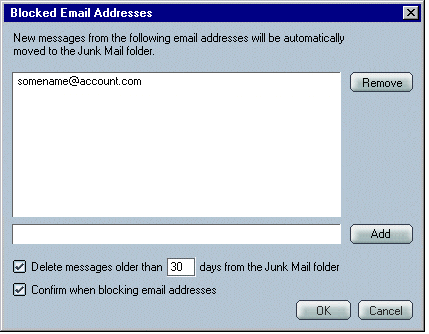 Blocked Email Addresses
New messages from the following email addresses will be automatically
moved to the Junk Mail folder.
somename@account.com
Remove
Add
Delete messages older than 30 days from the Junk Mail folder
Confirm when blocking email addresses
OK Cancel